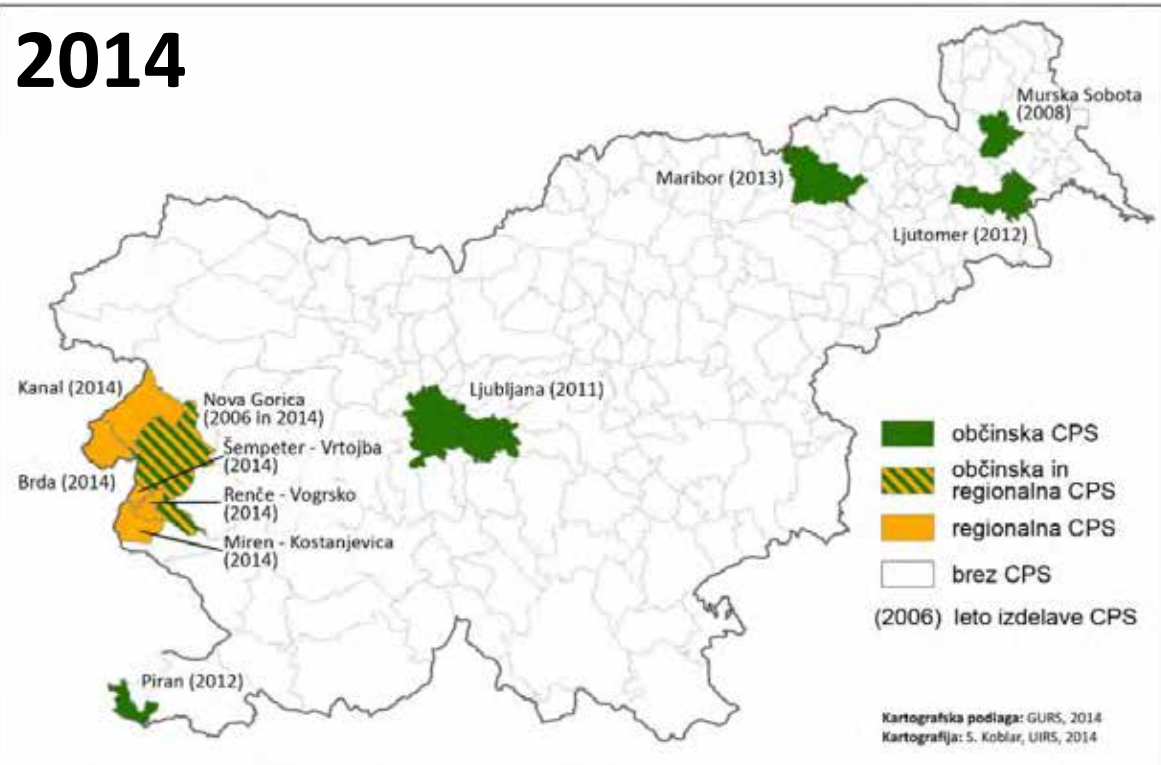 2014
Murska Sobota
(2008)
Maribor (2013)
Ljutomer (2012)
Kanal (2014)
Nova Gorica
(2006 in 2014)
Ljubljana (2011)
Šempeter - Vrtojba
(2014)
Brda (2014)
Renče - Vogrsko
(2014)
Miren - Kostanjevica
(2014)
Piran (2012)
občinska CPS
občinska in
regionalna CPS
regionalna CPS
brez CPS
(2006) leto izdelave CPS
Kartografska podlaga: GURS, 2014
Kartografija: S. Koblar, UIRS, 2014